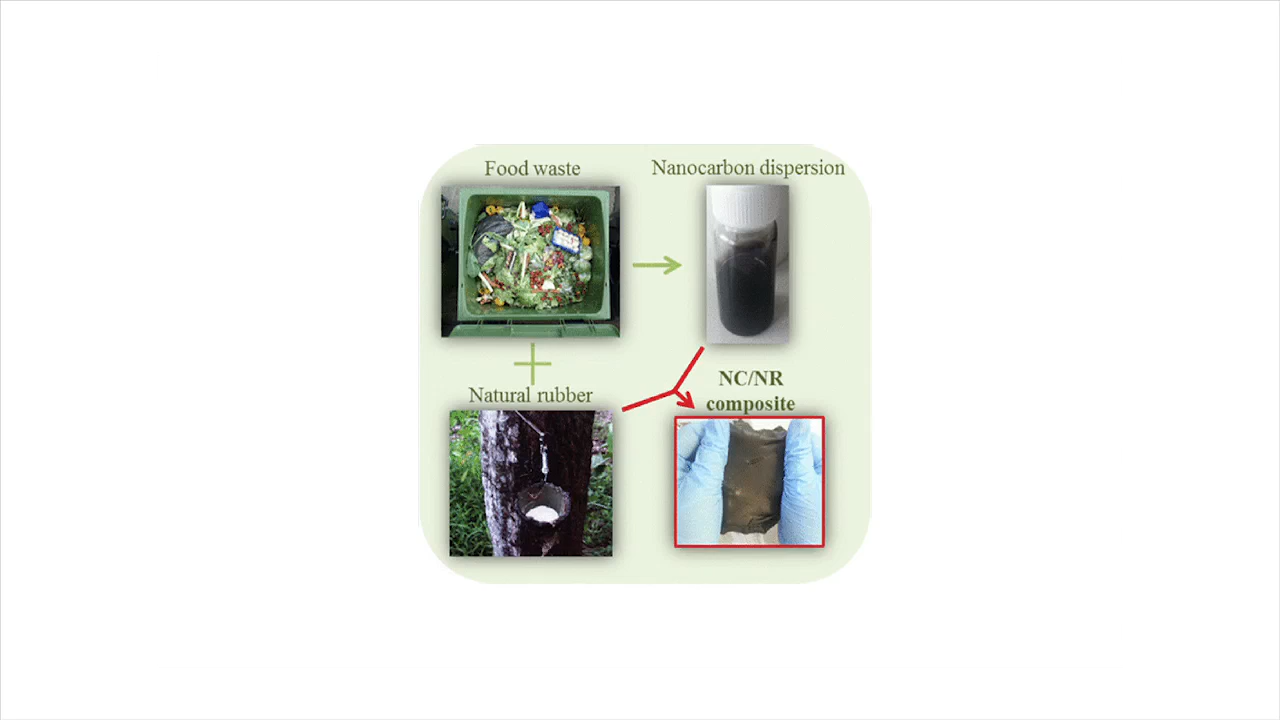 Food waste
Nanocarbon dispersion
Natural rubber
NC/NR
composite